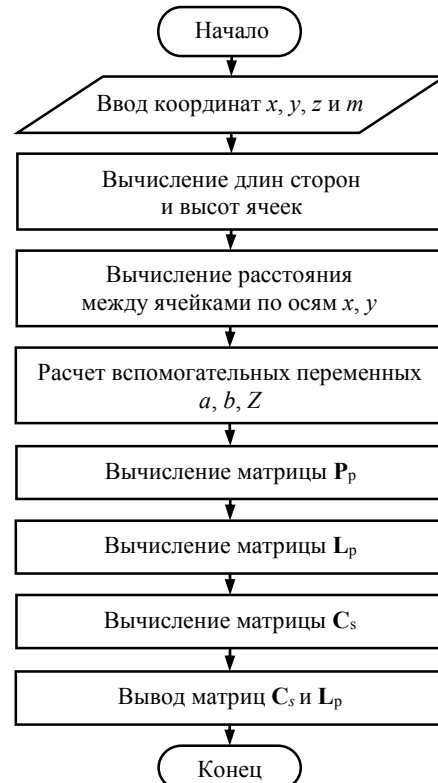 Начало
Ввод координат x, y, z и m
Вычисление длин сторон
и высот ячеек
Вычисление расстояния
между ячейками по осям x, y
Расчет вспомогательных переменных
a, b, Z
Вычисление матрицы Pp
Вычисление матрицы Lp
Вычисление матрицы Cs
Вывод матриц Cs и Lp
Конец